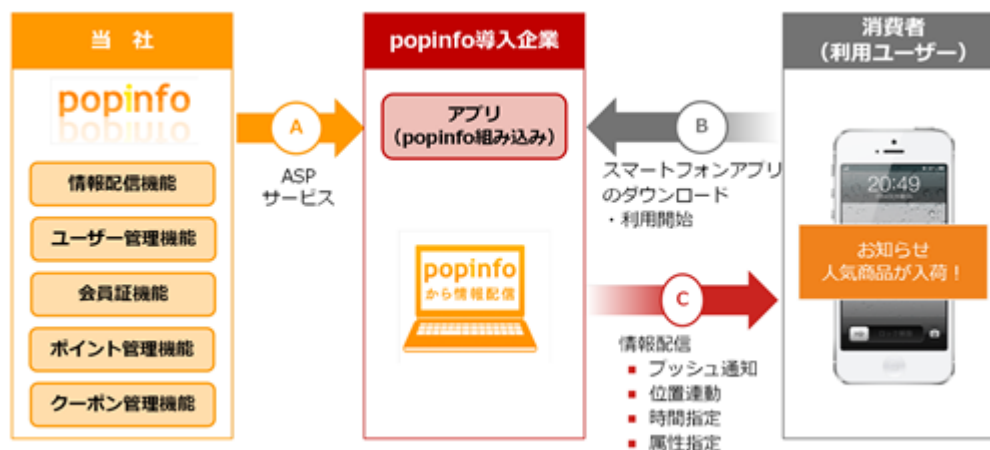 当 社
popinfo
情報配信機能
ユーザー管理機能
会員証機能
ポイント管理機能
クーポン管理機能
A
ASP
サービス
popinfo導入企業
アプリ
(popinfo組み込み)
popinfo
から情報配信
B
スマートフォンアプリ
のダウンロード
・利用開始
C
情報配信
プッシュ通知
位置連動
時間指定
属性指定
消費者
(利用ユーザー)
20:49
お知らせ
人気商品が入荷！